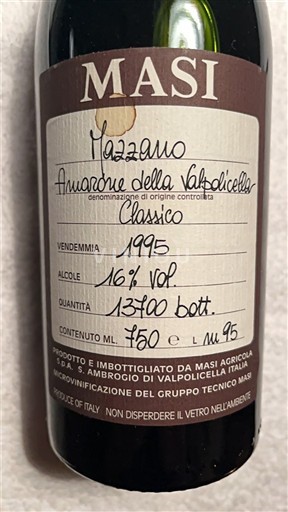 MASI
Mazzano
Amarone della Valpolicella
denominazione di origine controllata
Classico
VENDEMMIA 1995
ALCOLE 16% vol.
QUANTITÀ 13700 bott.
CONTENUTO ML. 750 e L m 95
PRODOTTO E IMBOTTIGLIATO DA MASI AGRICOLA
S.p.A. S. AMBROGIO DI VALPOLICELLA ITALIA
MICROVINIFICAZIONE DEL GRUPPO TECNICO MASI
PRODUCE OF ITALY NON DISPERDERE IL VETRO NELL'AMBIENTE